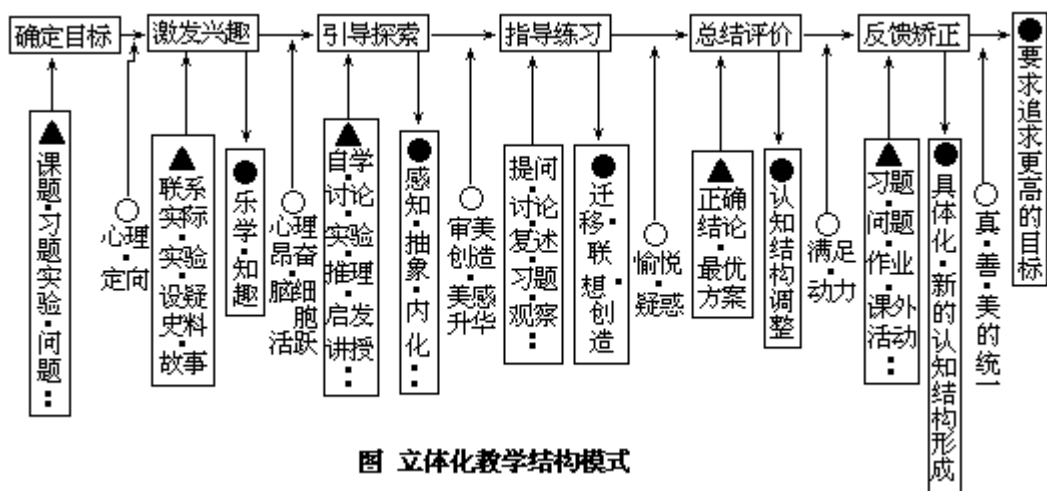 确定目标
激发兴趣
引导探索
指导练习
总结评价
反馈矫正
●要求追求更高的目标
▲课题·习题实验·问题⋮
○心理·定向
▲联系实际·实验·设疑史料·故事
●乐学·知趣
○心理昂奋·脑细胞活跃
▲自学·讨论·实验·推理·启发讲授⋮
●感知·抽象·内化⋮
○审美创造·美感升华
提问·讨论·复述·习题观察
●迁移·联想·创造
○愉悦·疑惑
▲正确结论·最优方案
●认知结构调整
○满足·动力
▲习题·问题·作业·课外活动⋮
●具体化·新的认知结构形成
○真·善·美的统一
图 立体化教学结构模式